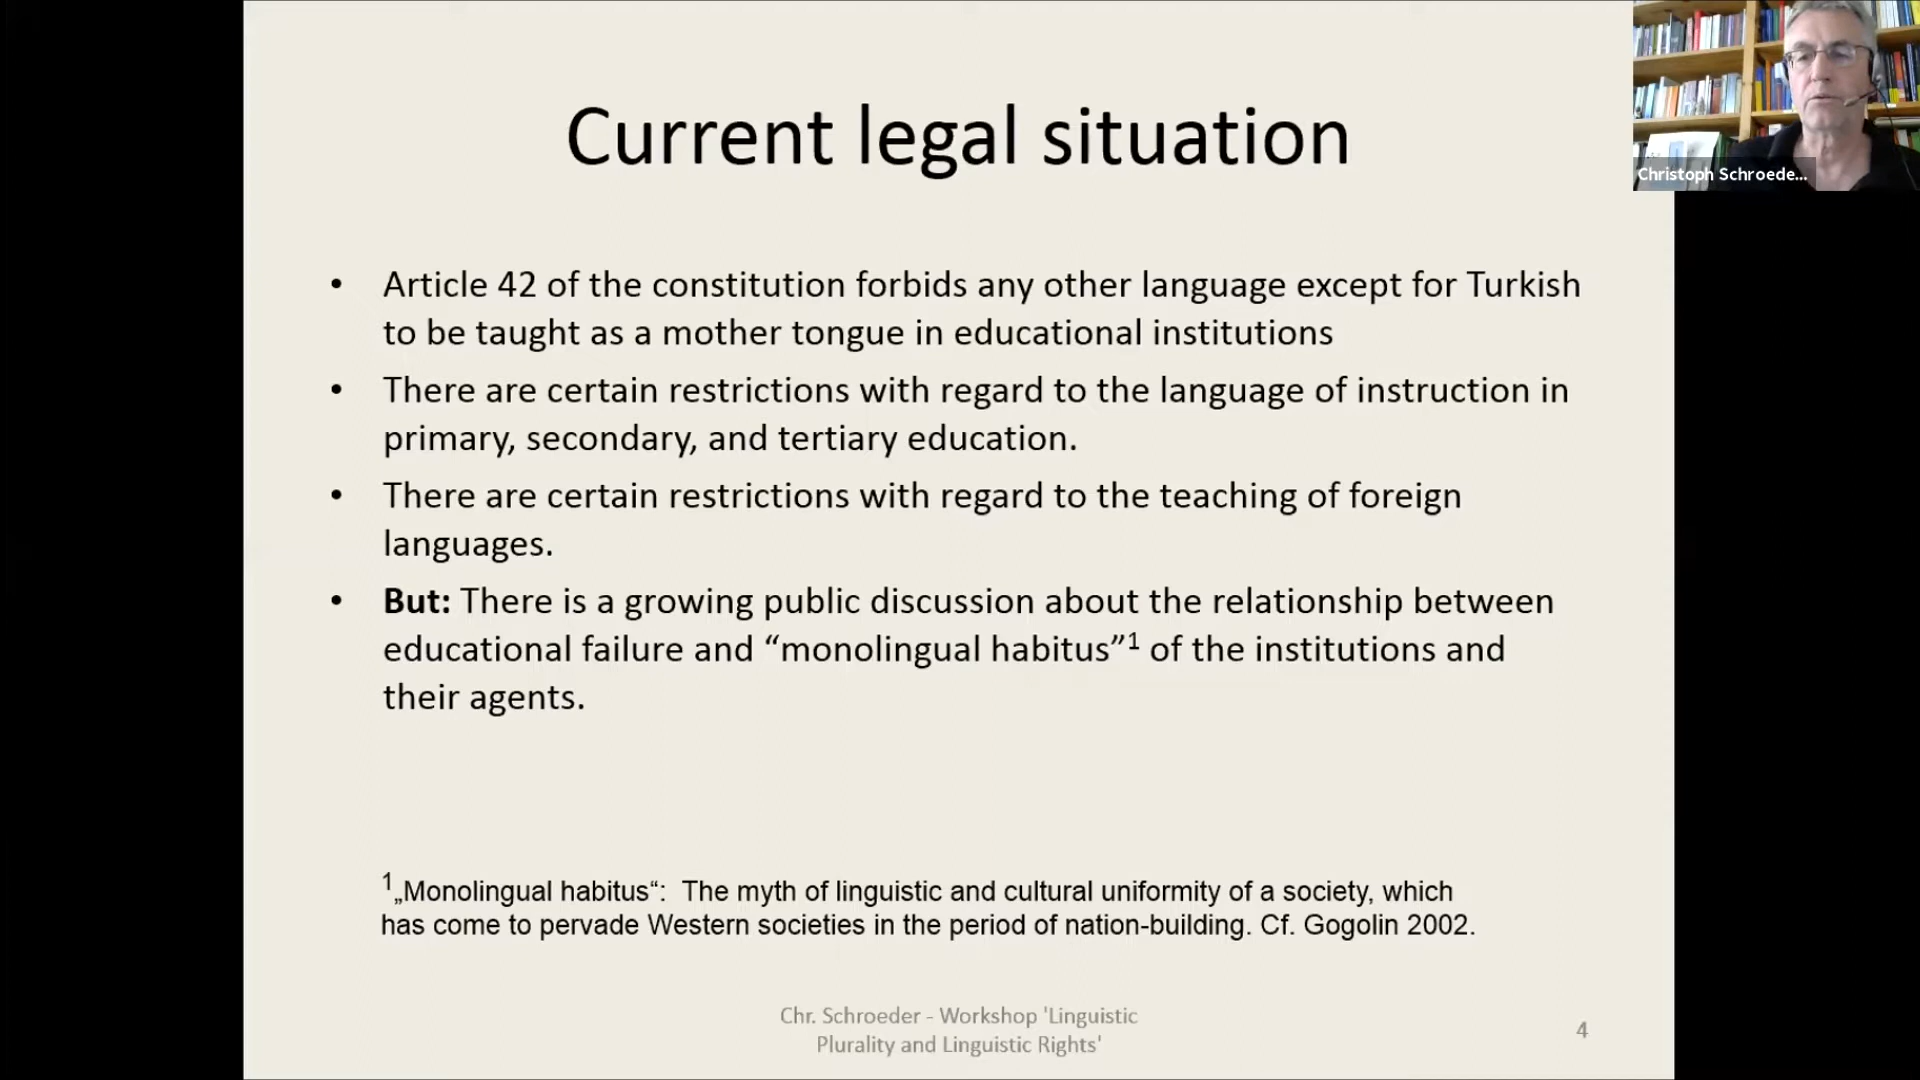 Current legal situation
Christoph Schroede...
• Article 42 of the constitution forbids any other language except for Turkish
to be taught as a mother tongue in educational institutions
• There are certain restrictions with regard to the language of instruction in
primary, secondary, and tertiary education.
• There are certain restrictions with regard to the teaching of foreign
languages.
• But: There is a growing public discussion about the relationship between
educational failure and “monolingual habitus”¹ of the institutions and
their agents.
¹„Monolingual habitus“: The myth of linguistic and cultural uniformity of a society, which
has come to pervade Western societies in the period of nation-building. Cf. Gogolin 2002.
Chr. Schroeder - Workshop 'Linguistic
Plurality and Linguistic Rights'
4